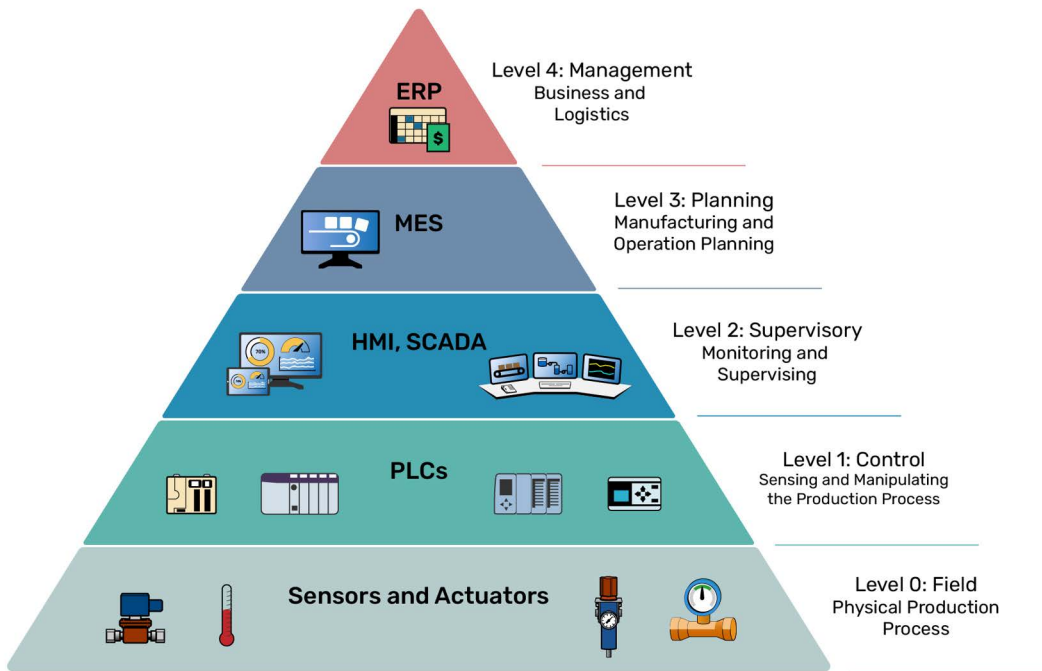 ERP
$
Level 4: Management
Business and
Logistics
MES
Level 3: Planning
Manufacturing and
Operation Planning
HMI, SCADA
70%
Level 2: Supervisory
Monitoring and
Supervising
PLCs
Level 1: Control
Sensing and Manipulating
the Production Process
Sensors and Actuators
Level 0: Field
Physical Production
Process